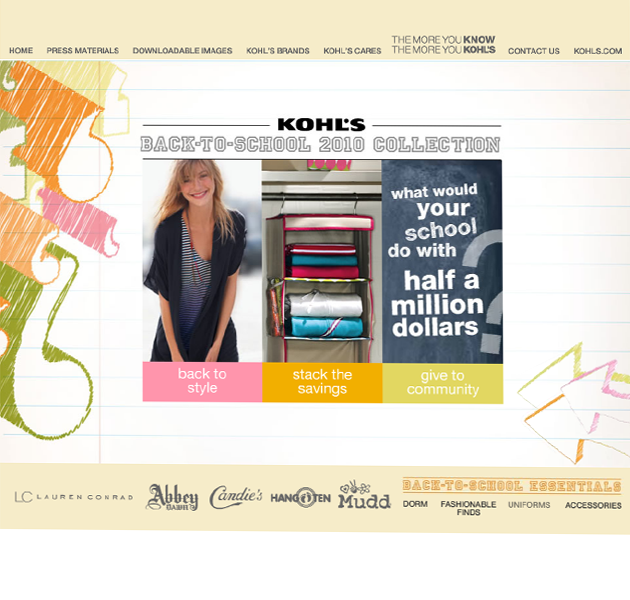 HOME PRESS MATERIALS DOWNLOADABLE IMAGES KOHL'S BRANDS KOHL'S CARES THE MORE YOU KNOW CONTACT US KOHLS.COM
THE MORE YOU KOHL'S
KOHL'S
BACK-TO-SCHOOL 2010 COLLECTION
what would
your
school
do with
half a
million
dollars
?
back to
style
stack the
savings
give to
community
LC LAUREN CONRAD
Abbey
Candie's
HANG TEN
Mudd
BACK-TO-SCHOOL ESSENTIALS
DORM FASHIONABLE UNIFORMS ACCESSORIES
FINDS